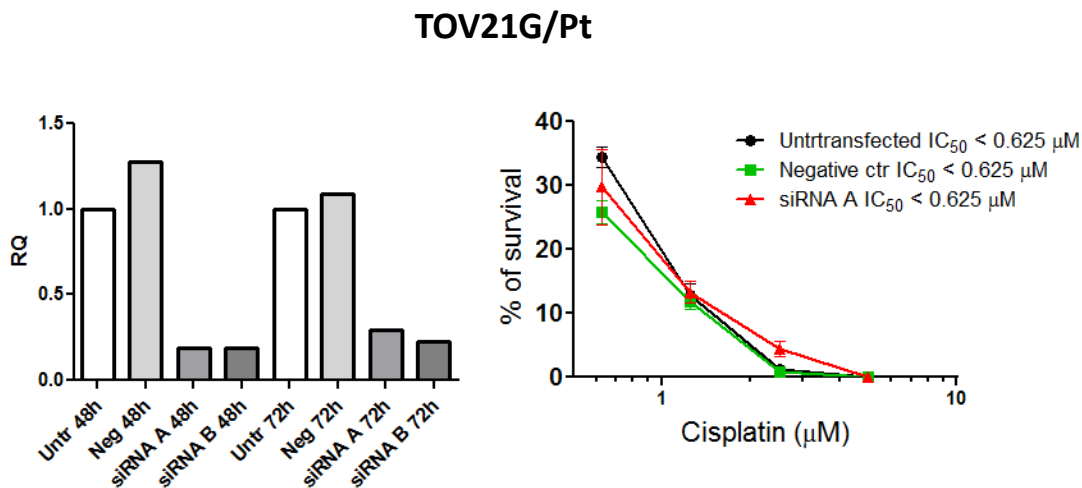 TOV21G/Pt
1.5
1.0
0.5
0.0
RQ
Untr 48h
Neg 48h
siRNA A 48h
siRNA B 48h
Untr 72h
Neg 72h
siRNA A 72h
siRNA B 72h
40
30
20
10
0
% of survival
1
10
Cisplatin (µM)
Untrtransfected IC50 < 0.625 µM
Negative ctr IC50 < 0.625 µM
siRNA A IC50 < 0.625 µM